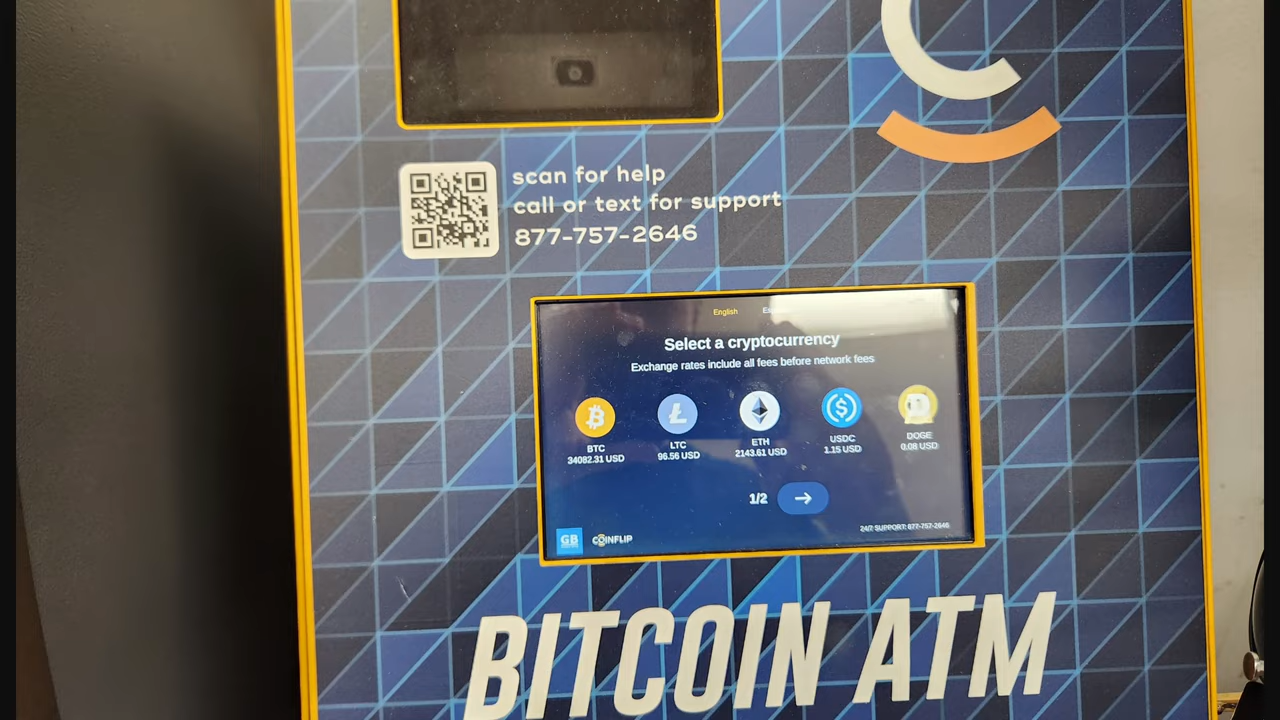 scan for help
call or text for support
877-757-2646
English
Select a cryptocurrency
Exchange rates include all fees before network fees
BTC LTC ETH USDC DOGE
34082.31 USD 96.56 USD 2143.61 USD 1.15 USD 0.08 USD
1/2
GB COINFLIP
24/7 SUPPORT: 877-757-2646
BITCOIN ATM